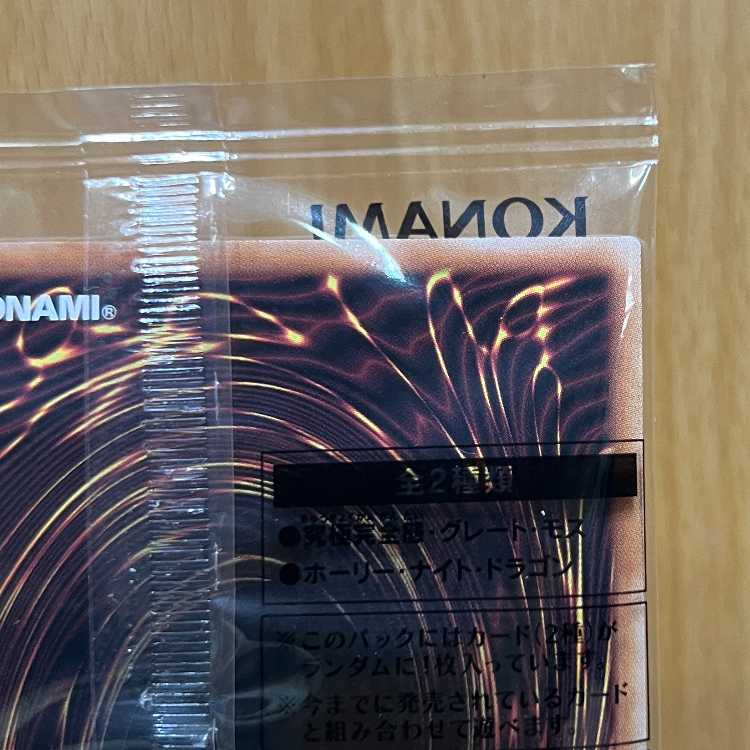 KONAMI
ONAMI®
全2種類
●究極完全態・グレート・モス
●ホーリー・ナイト・ドラゴン
※このパックにはカード(2種)が
ランダムに1枚入っています。
※今までに発売されているカード
と組み合わせて遊べます。